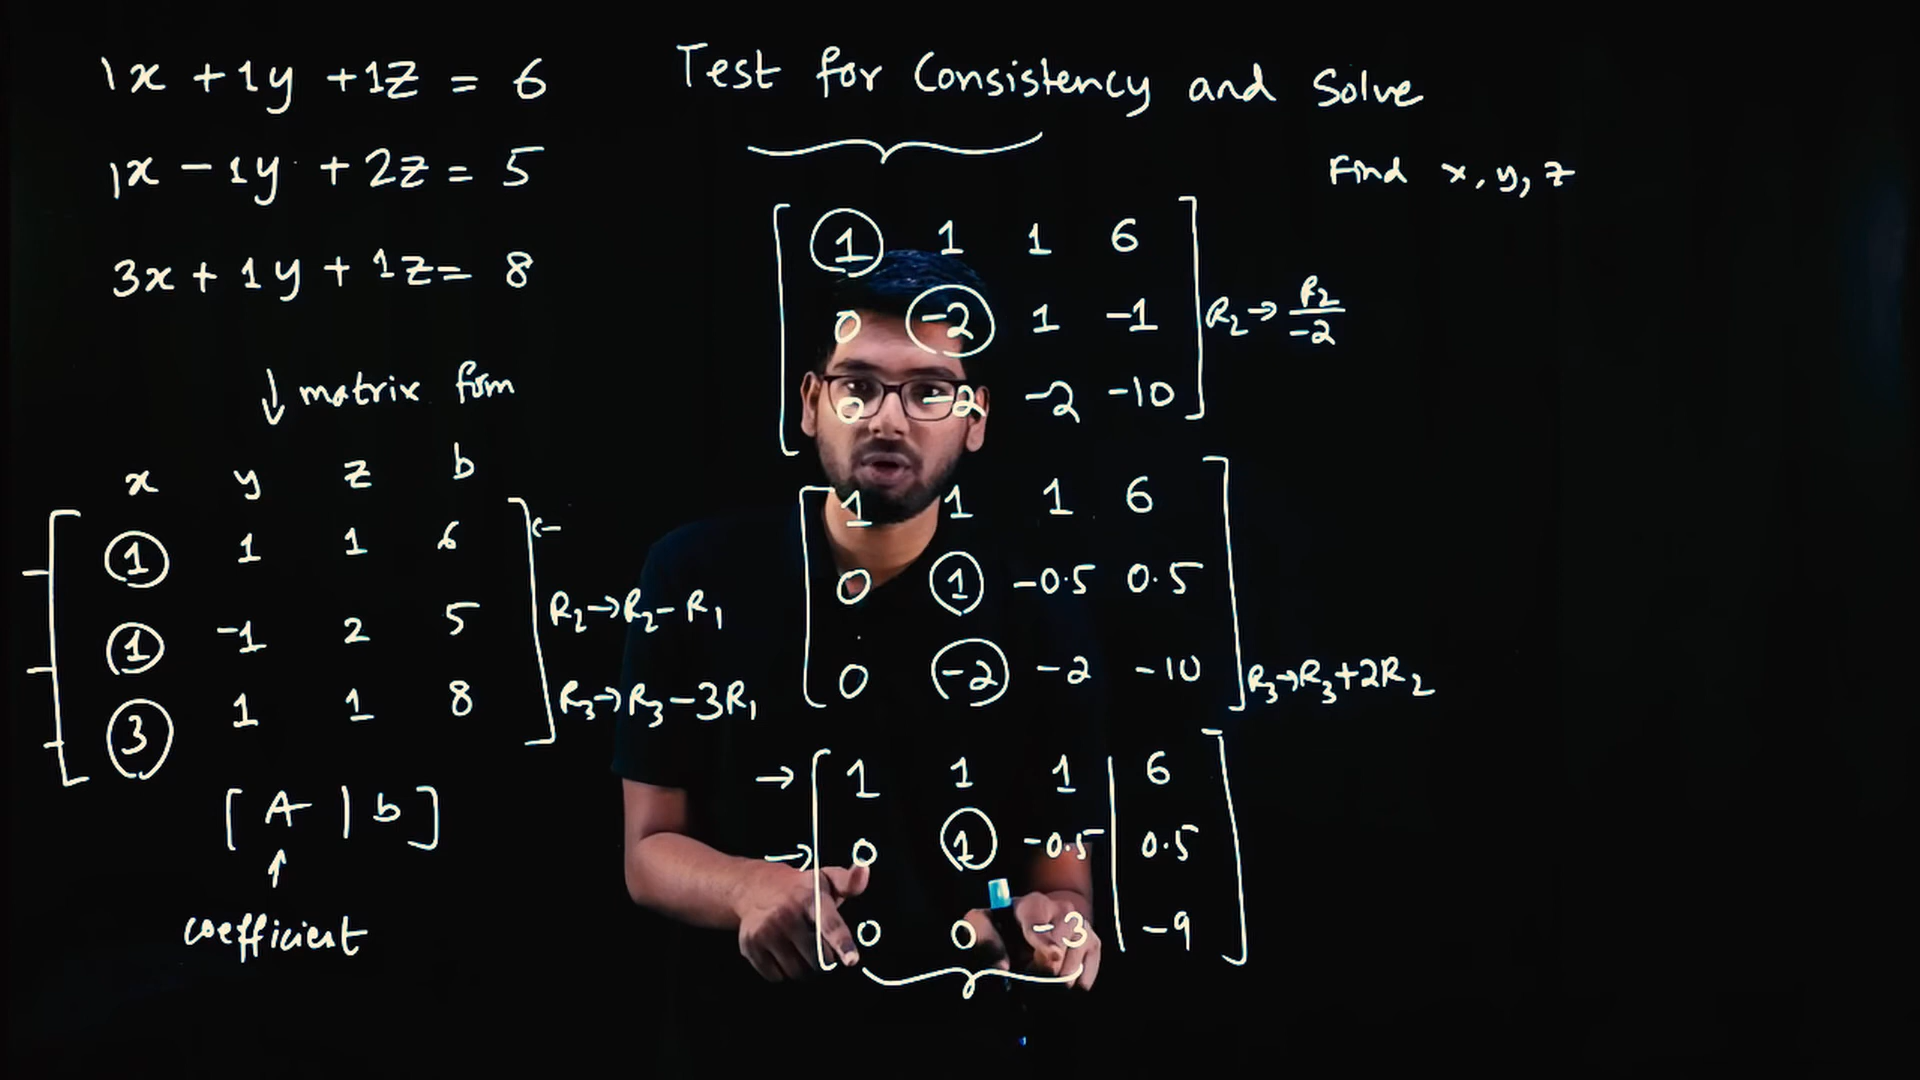 1x + 1y + 1z = 6
1x - 1y + 2z = 5
3x + 1y + 1z = 8
↓ matrix form
x y z b
1 1 1 6 ←
1 -1 2 5 R2→R2-R1
3 1 1 8 R3→R3-3R1
[A | b]
↑
coefficient
Test for Consistency and Solve
Find x, y, z
1 1 1 6
0 -2 1 -1 R2→R2/-2
0 -2 -2 -10
1 1 1 6
0 1 -0.5 0.5
0 -2 -2 -10 R3→R3+2R2
→ 1 1 1 | 6
→ 0 1 -0.5 | 0.5
0 0 -3 | -9